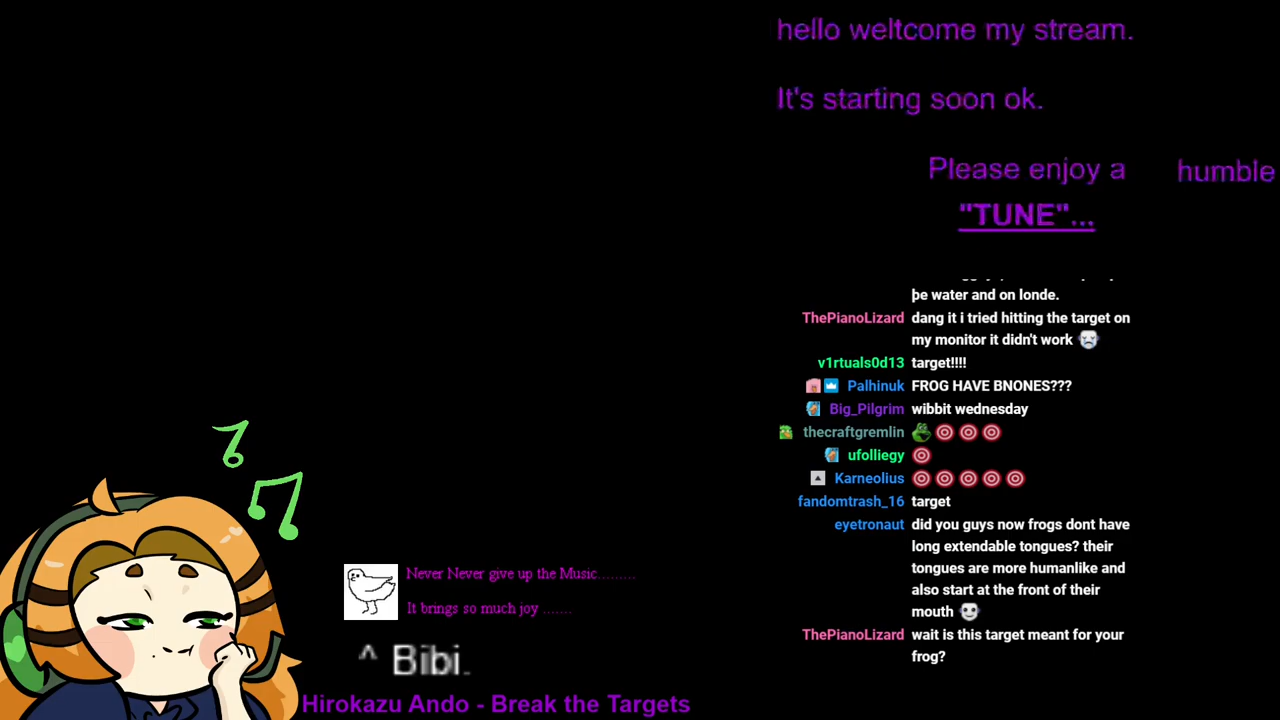 hello weltcome my stream.
It's starting soon ok.
Please enjoy a humble
"TUNE"...
þe water and on londe.
ThePianoLizard dang it i tried hitting the target on
my monitor it didn't work
v1rtuals0d13 target!!!!
Palhinuk FROG HAVE BNONES???
Big_Pilgrim wibbit wednesday
thecraftgremlin
ufolliegy
Karneolius
fandomtrash_16 target
eyetronaut did you guys now frogs dont have
long extendable tongues? their
tongues are more humanlike and
also start at the front of their
mouth
ThePianoLizard wait is this target meant for your
frog?
Never Never give up the Music.........
It brings so much joy .......
^ Bibi.
Hirokazu Ando - Break the Targets